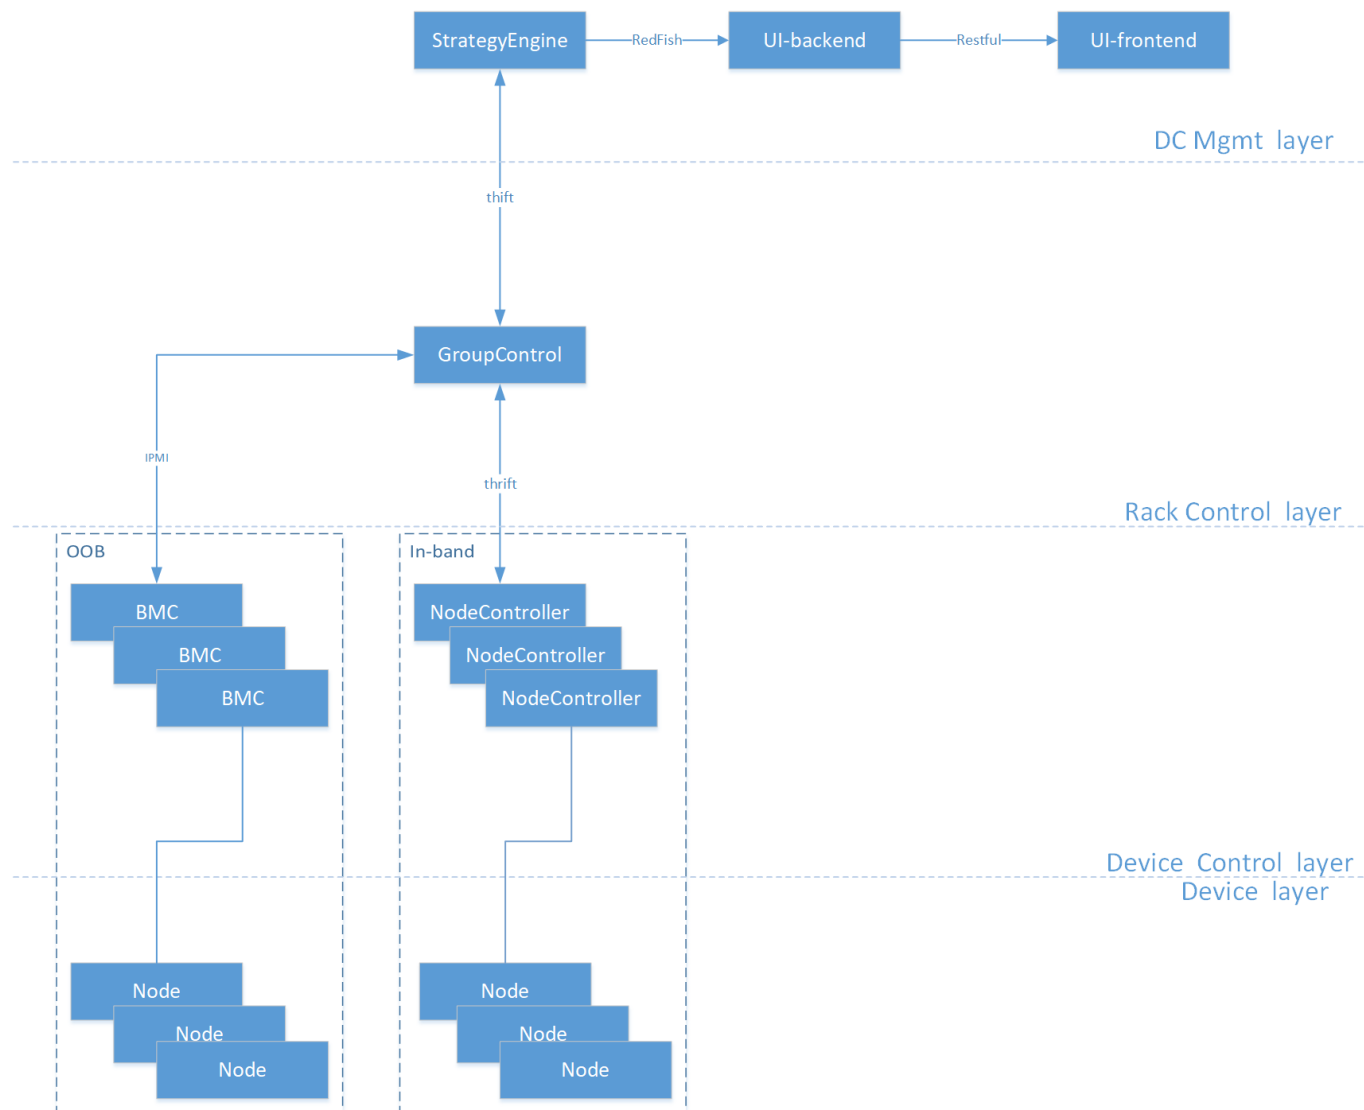 StrategyEngine
RedFish
UI-backend
Restful
UI-frontend
DC Mgmt layer
thift
GroupControl
IPMI
thrift
Rack Control layer
OOB
In-band
BMC
NodeController
BMC
NodeController
BMC
NodeController
Device Control layer
Device layer
Node
Node
Node
Node
Node
Node